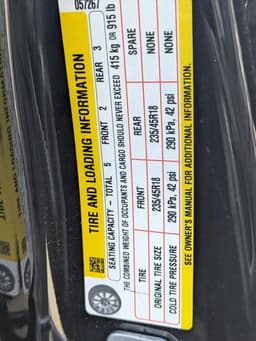 057267
TIRE AND LOADING INFORMATION
SEATING CAPACITY - TOTAL 5 FRONT 2 REAR 3
THE COMBINED WEIGHT OF OCCUPANTS AND CARGO SHOULD NEVER EXCEED 415 kg OR 915 lb
TIRE FRONT REAR SPARE
ORIGINAL TIRE SIZE 235/45R18 235/45R18 NONE
COLD TIRE PRESSURE 290 kPa, 42 psi 290 kPa, 42 psi NONE
SEE OWNER'S MANUAL FOR ADDITIONAL INFORMATION.